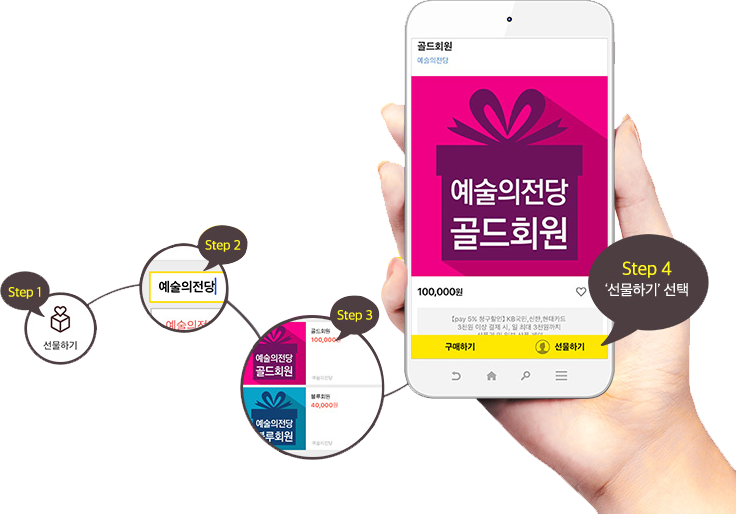 Step 1
선물하기
Step 2
예술의전당
예술의전
Step 3
골드회원
100,000원
예술의전당
골드회원
예술의전당
블루회원
40,000원
예술의전당
블루회원
예술의전당
골드회원
예술의전당
예술의전당
골드회원
100,000원
【pay 5% 청구할인】 KB국민,신한,현대카드
3천원 이상 결제 시, 일 최대 3천원까지
구매하기
선물하기
Step 4
‘선물하기’ 선택